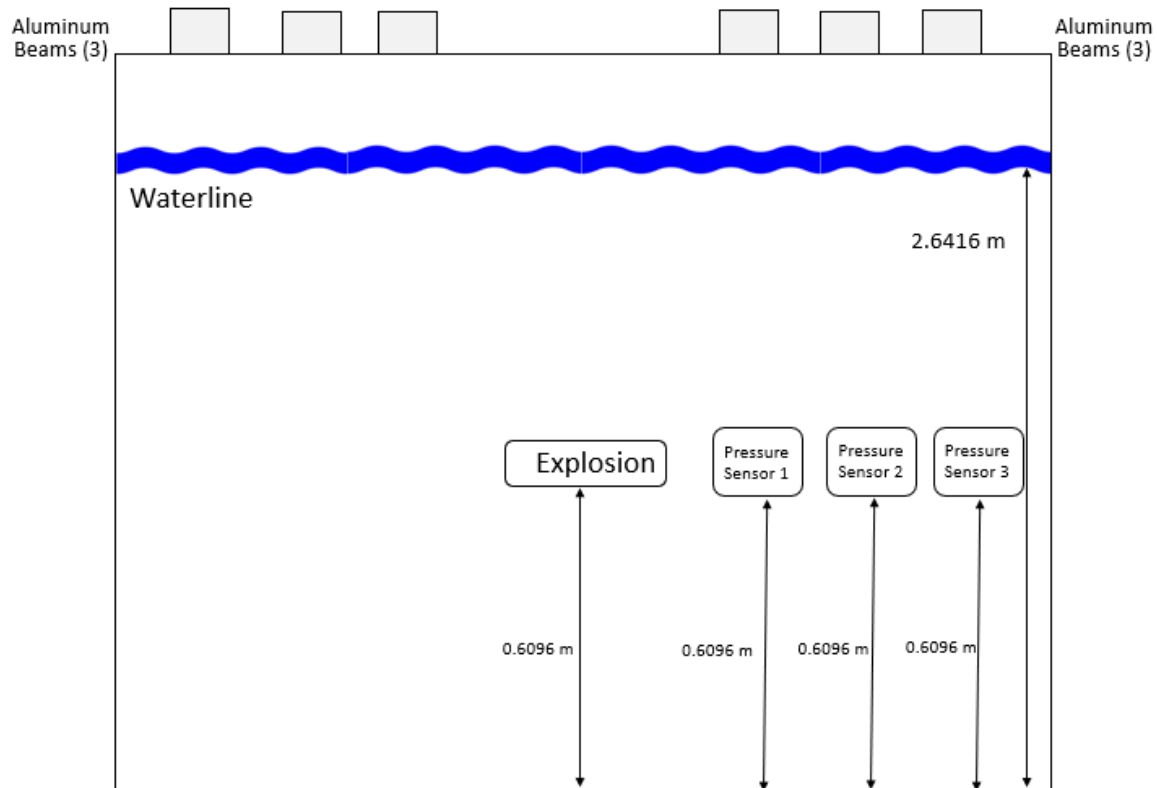 Aluminum
Beams (3)
Aluminum
Beams (3)
Waterline
2.6416 m
Explosion
Pressure
Sensor 1
Pressure
Sensor 2
Pressure
Sensor 3
0.6096 m
0.6096 m
0.6096 m
0.6096 m